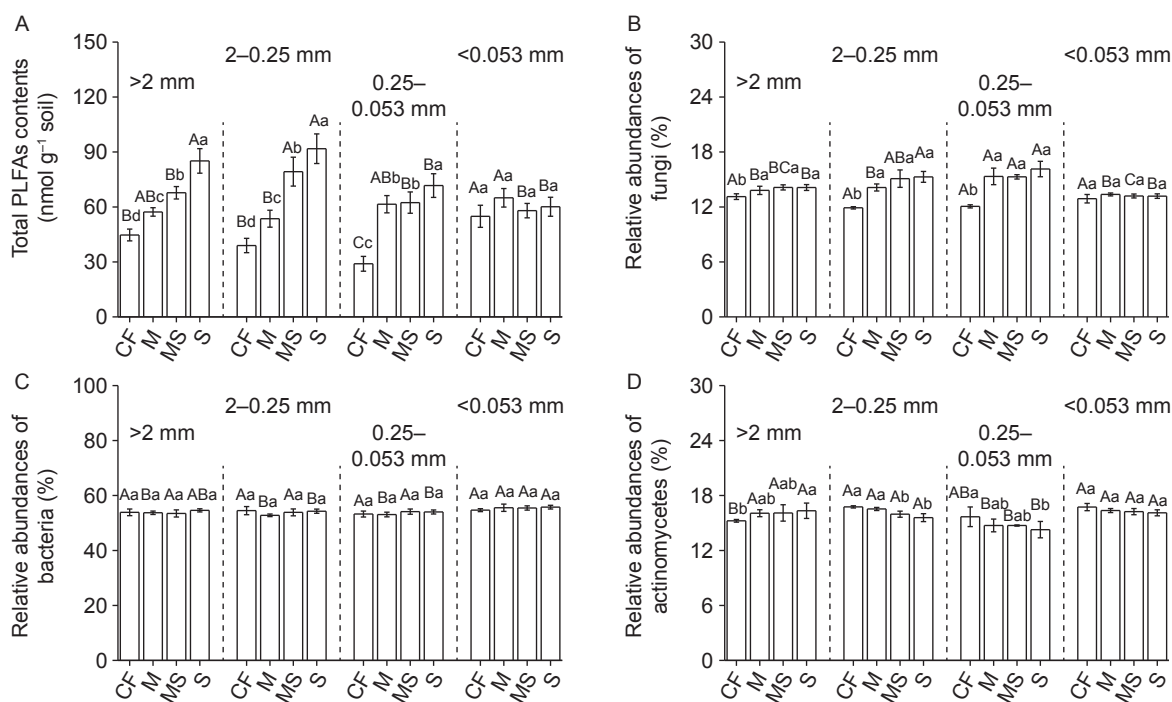 A
Total PLFAs contents
(nmol g−1 soil)
150
120
90
60
30
0
>2 mm
2–0.25 mm
0.25–
0.053 mm
<0.053 mm
Bd ABc Bb Aa
Bd Bc Ab Aa
Cc ABb Bb Ba
Aa Aa Ba Ba
CF M MS S CF M MS S CF M MS S CF M MS S
B
Relative abundances of
fungi (%)
30
24
18
12
6
0
>2 mm
2–0.25 mm
0.25–
0.053 mm
<0.053 mm
Ab Ba BCa Ba
Ab Ba ABa Aa
Ab Aa Aa Aa
Aa Ba Ca Ba
CF M MS S CF M MS S CF M MS S CF M MS S
C
Relative abundances of
bacteria (%)
100
80
60
40
20
0
>2 mm
2–0.25 mm
0.25–
0.053 mm
<0.053 mm
Aa Ba Aa ABa
Aa Ba Aa Ba
Aa Ba Aa Ba
Aa Aa Aa Aa
CF M MS S CF M MS S CF M MS S CF M MS S
D
Relative abundances of
actinomycetes (%)
30
24
18
12
6
0
>2 mm
2–0.25 mm
0.25–
0.053 mm
<0.053 mm
Bb Aab Aab Aa
Aa Aa Ab Ab
ABa Bab Bab Bb
Aa Aa Aa Aa
CF M MS S CF M MS S CF M MS S CF M MS S